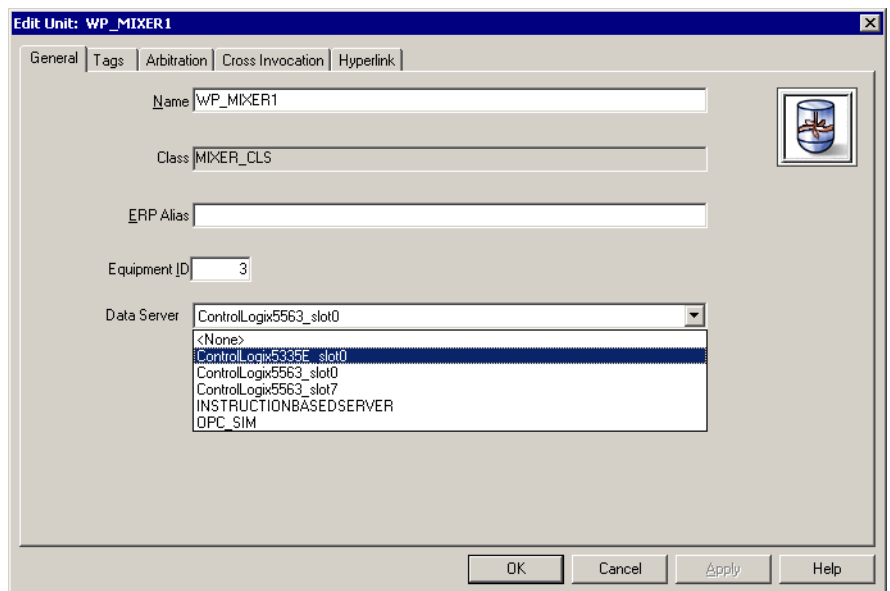 Edit Unit: WP_MIXER1
General Tags Arbitration Cross Invocation Hyperlink
Name WP_MIXER1
Class MIXER_CLS
ERP Alias
Equipment ID 3
Data Server ControlLogix5563_slot0
<None>
ControlLogix5335E_slot0
ControlLogix5563_slot0
ControlLogix5563_slot7
INSTRUCTIONBASEDSERVER
OPC_SIM
OK Cancel Apply Help